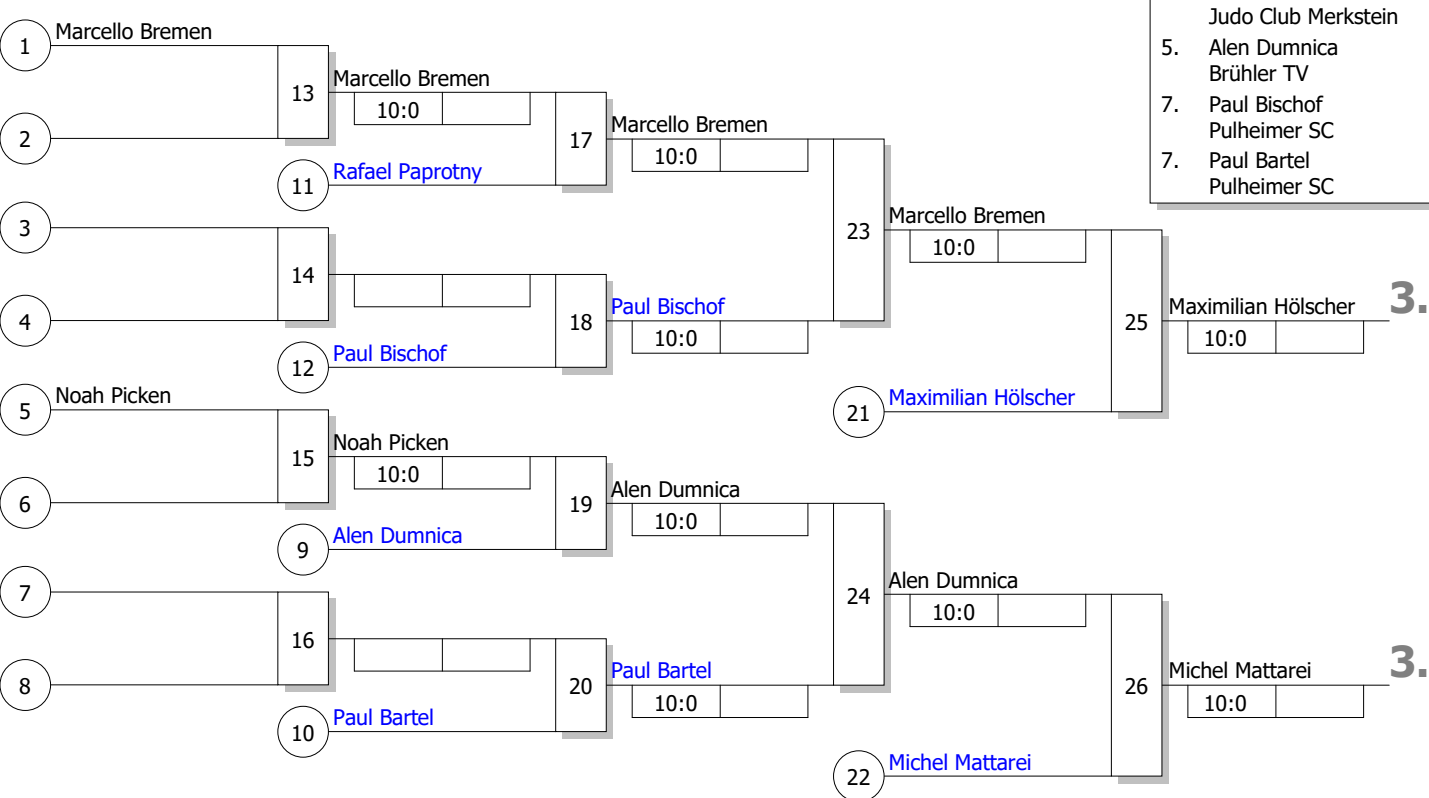 Judo Club Merkstein
5. Alen Dumnica
Brühler TV
7. Paul Bischof
Pulheimer SC
7. Paul Bartel
Pulheimer SC
1 Marcello Bremen
2
13 Marcello Bremen
10:0
11 Rafael Paprotny
17 Marcello Bremen
10:0
3
4
14
12 Paul Bischof
18 Paul Bischof
10:0
23 Marcello Bremen
10:0
21 Maximilian Hölscher
25 Maximilian Hölscher 3.
10:0
5 Noah Picken
6
15 Noah Picken
10:0
9 Alen Dumnica
19 Alen Dumnica
10:0
7
8
16
10 Paul Bartel
20 Paul Bartel
10:0
24 Alen Dumnica
10:0
22 Michel Mattarei
26 Michel Mattarei 3.
10:0